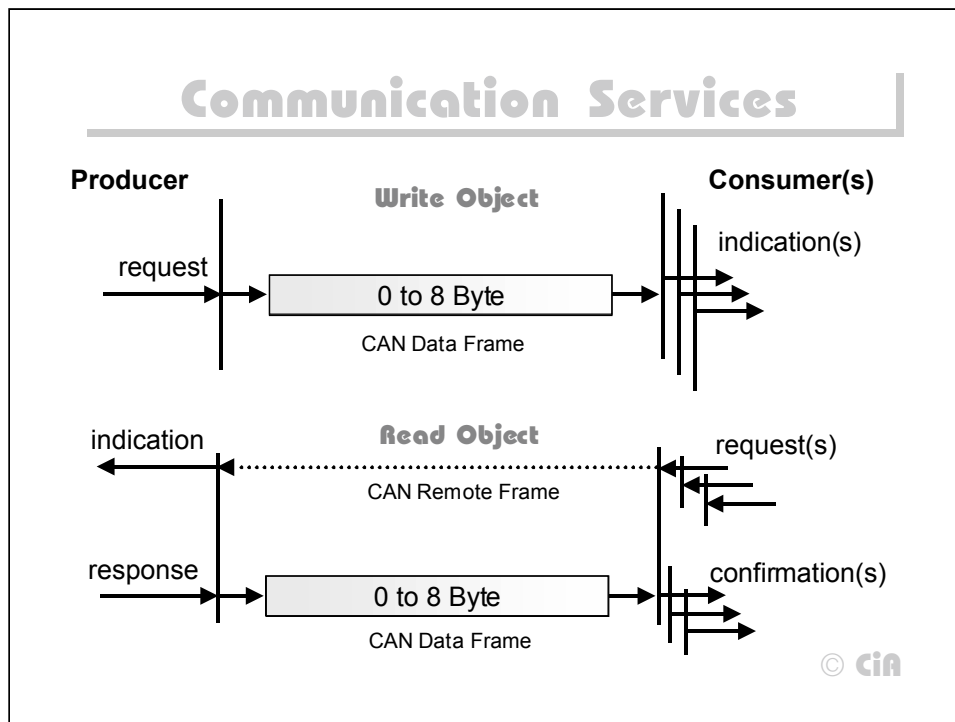 Communication Services
Producer
Write Object
Consumer(s)
request
indication(s)
0 to 8 Byte
CAN Data Frame
indication
Read Object
request(s)
CAN Remote Frame
response
confirmation(s)
0 to 8 Byte
CAN Data Frame
© CiA